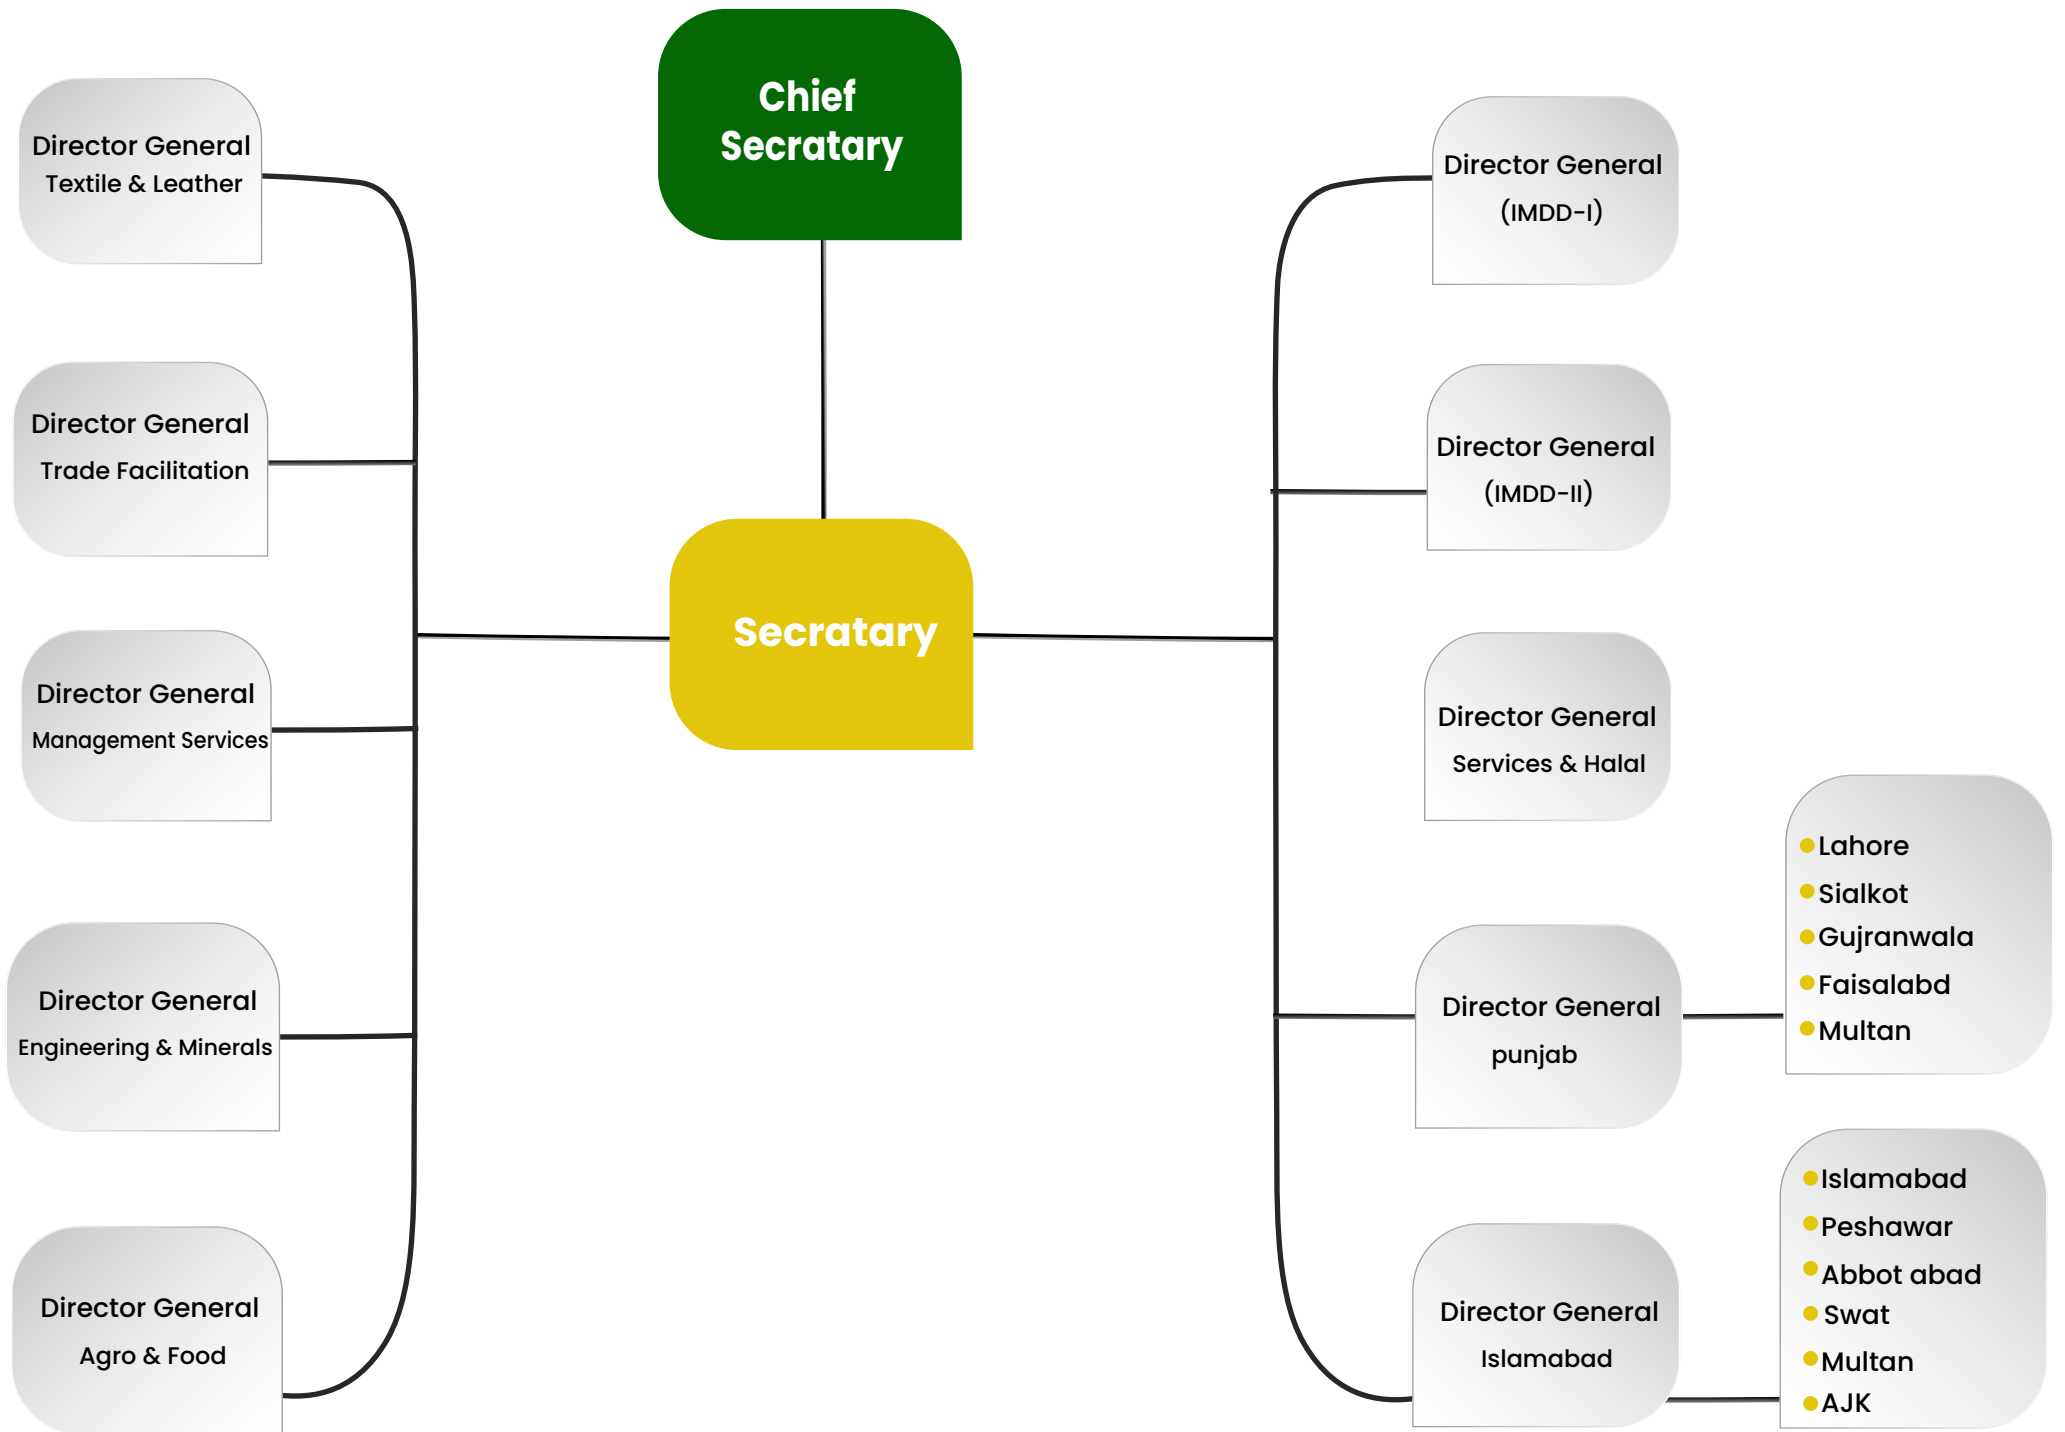 Chief
Secratary
Secratary
Director General
Textile & Leather
Director General
Trade Facilitation
Director General
Management Services
Director General
Engineering & Minerals
Director General
Agro & Food
Director General
(IMDD-I)
Director General
(IMDD-II)
Director General
Services & Halal
Director General
punjab
Lahore
Sialkot
Gujranwala
Faisalabd
Multan
Director General
Islamabad
Islamabad
Peshawar
Abbot abad
Swat
Multan
AJK